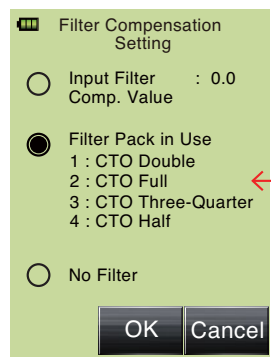 Filter Compensation
Setting
Input Filter : 0.0
Comp. Value
Filter Pack in Use
1 : CTO Double
2 : CTO Full
3 : CTO Three-Quarter
4 : CTO Half
No Filter
OK Cancel